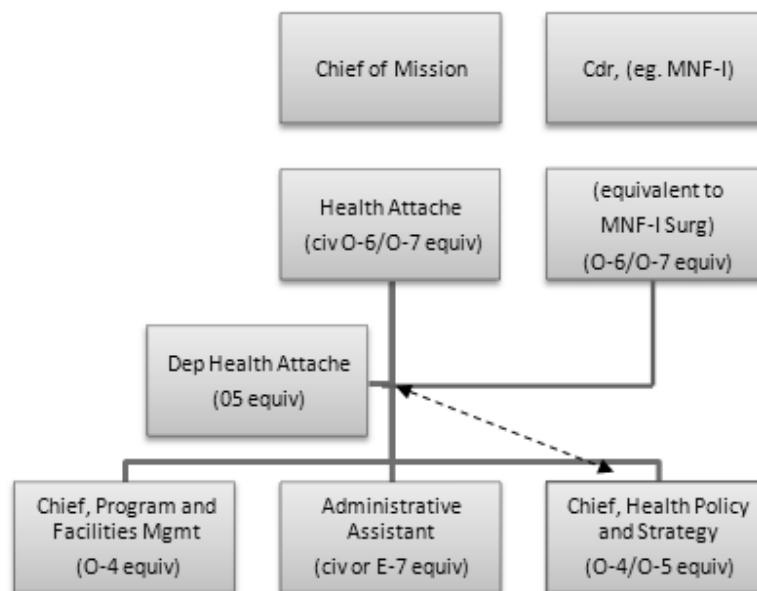 Chief of Mission
Cdr, (eg. MNF-I)
Health Attache
(civ O-6/O-7 equiv)
(equivalent to
MNF-I Surg)
(O-6/O-7 equiv)
Dep Health Attache
(05 equiv)
Chief, Program and
Facilities Mgmt
(O-4 equiv)
Administrative
Assistant
(civ or E-7 equiv)
Chief, Health Policy
and Strategy
(O-4/O-5 equiv)